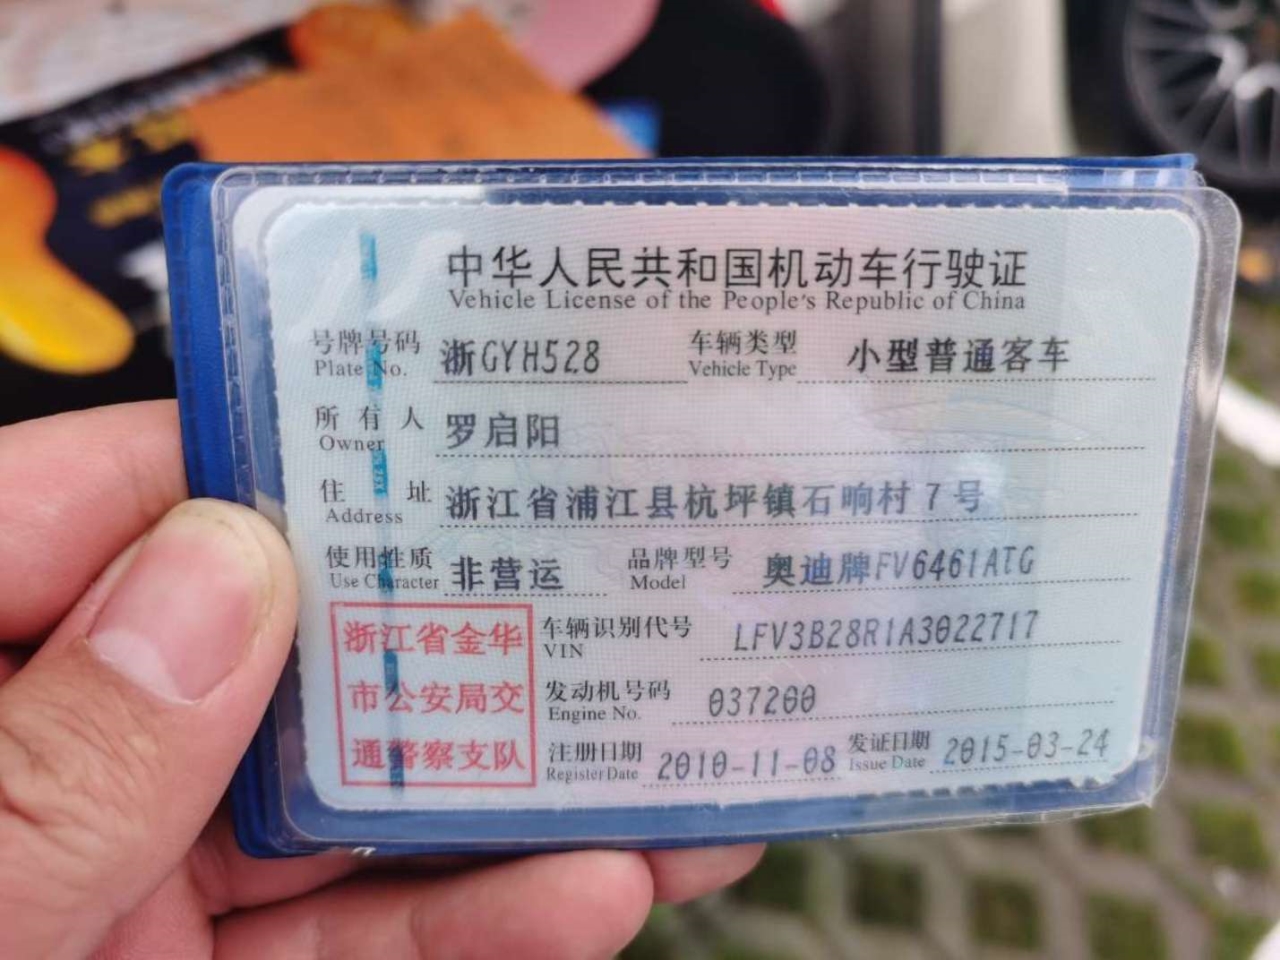 中华人民共和国机动车行驶证
Vehicle License of the People's Republic of China
号牌号码 浙GYH528 车辆类型 小型普通客车
Plate No. Vehicle Type
所有人 罗启阳
Owner
住址 浙江省浦江县杭坪镇石晌村7号
Address
使用性质 非营运 品牌型号 奥迪牌FV6461ATG
Use Character Model
浙江省金华
市公安局交
通警察支队
车辆识别代号 LFV3B28R1A3022717
VIN
发动机号码 037200
Engine No.
注册日期 2010-11-08 发证日期 2015-03-24
Register Date Issue Date